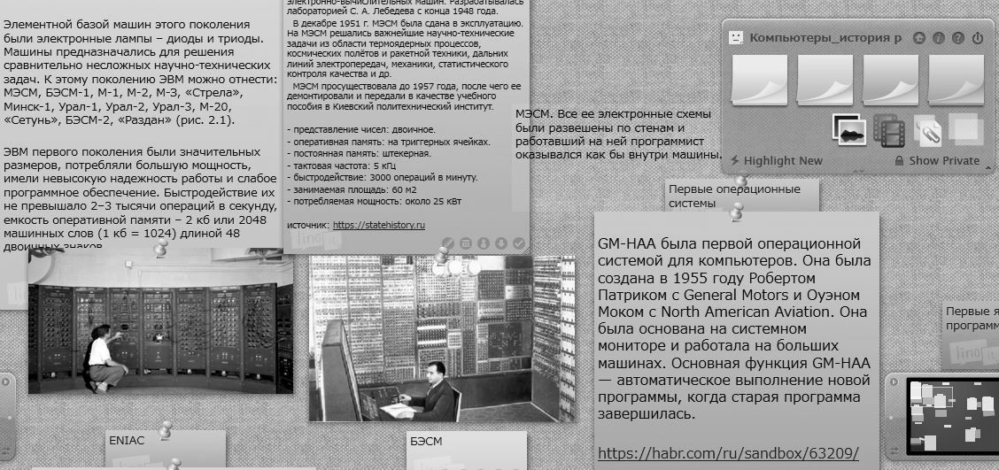 Элементной базой машин этого поколения
были электронные лампы – диоды и триоды.
Машины предназначались для решения
сравнительно несложных научно-технических
задач. К этому поколению ЭВМ можно отнести:
МЭСМ, БЭСМ-1, М-1, М-2, М-З, «Стрела»,
Минск-1, Урал-1, Урал-2, Урал-3, М-20,
«Сетунь», БЭСМ-2, «Раздан» (рис. 2.1).
ЭВМ первого поколения были значительных
размеров, потребляли большую мощность,
имели невысокую надежность работы и слабое
программное обеспечение. Быстродействие их
не превышало 2–3 тысячи операций в секунду,
емкость оперативной памяти – 2 кб или 2048
машинных слов (1 кб = 1024) длиной 48
двоичных знаков
электронно-вычислительных машин. Разрабатывалась
лабораторией С. А. Лебедева с конца 1948 года.
В декабре 1951 г. МЭСМ была сдана в эксплуатацию.
На МЭСМ решались важнейшие научно-технические
задачи из области термоядерных процессов,
космических полётов и ракетной техники, дальних
линий электропередач, механики, статистического
контроля качества и др.
МЭСМ просуществовала до 1957 года, после чего ее
демонтировали и передали в качестве учебного
пособия в Киевский политехнический институт.
- представление чисел: двоичное.
- оперативная память: на триггерных ячейках.
- постоянная память: штекерная.
- тактовая частота: 5 кГц
- быстродействие: 3000 операций в минуту.
- занимаемая площадь: 60 м2
- потребляемая мощность: около 25 кВт
источник: https://statehistory.ru
МЭСМ. Все ее электронные схемы
были развешены по стенам и
работавший на ней программист
оказывался как бы внутри машины.
Компьютеры_история р
Highlight New
Show Private
Первые операционные
системы
GM-НАА была первой операционной
системой для компьютеров. Она была
создана в 1955 году Робертом
Патриком с General Motors и Оуэном
Моком с North American Aviation. Она
была основана на системном
мониторе и работала на больших
машинах. Основная функция GM-НАА
— автоматическое выполнение новой
программы, когда старая программа
завершилась.
https://habr.com/ru/sandbox/63209/
Первые я
программ
ENIAC
БЭСМ